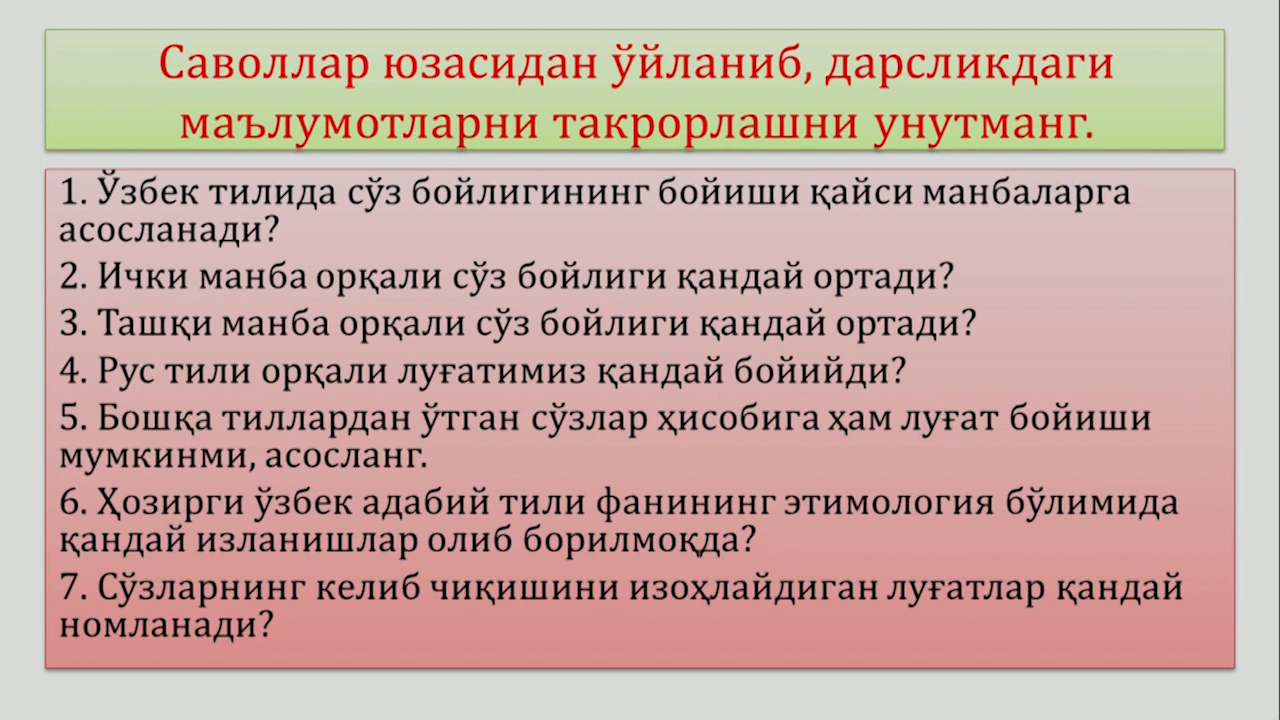 Саволлар юзасидан ўйланиб, дарсликдаги
маълумотларни такрорлашни унутманг.
1. Ўзбек тилида сўз бойлигининг бойиши қайси манбаларга
асосланади?
2. Ички манба орқали сўз бойлиги қандай ортади?
3. Ташқи манба орқали сўз бойлиги қандай ортади?
4. Рус тили орқали луғатимиз қандай бойийди?
5. Бошқа тиллардан ўтган сўзлар ҳисобига ҳам луғат бойиши
мумкинми, асосланг.
6. Ҳозирги ўзбек адабий тили фанининг этимология бўлимида
қандай изланишлар олиб борилмоқда?
7. Сўзларнинг келиб чиқишини изоҳлайдиган луғатлар қандай
номланади?